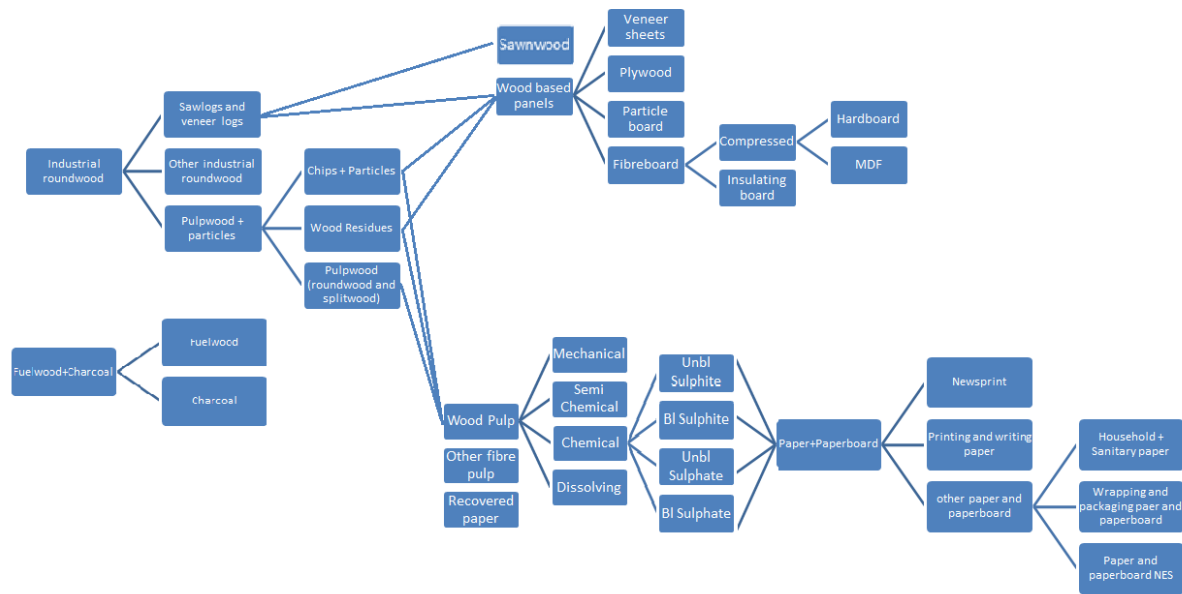 Veneer
sheets
Sawnwood
Plywood
Wood based
panels
Sawlogs and
veneer logs
Particle
board
Hardboard
Compressed
Industrial
roundwood
Other industrial
roundwood
Chips + Particles
Fibreboard
MDF
Insulating
board
Pulpwood +
particles
Wood Residues
Pulpwood
(roundwood and
splitwood)
Fuelwood
Fuelwood+Charcoal
Charcoal
Mechanical
Unbl
Sulphite
Newsprint
Semi
Chemical
Wood Pulp
Bl Sulphite
Chemical
Paper+Paperboard
Printing and writing
paper
Household +
Sanitary paper
Other fibre
pulp
Unbl
Sulphate
Dissolving
other paper and
paperboard
Wrapping and
packaging paer and
paperboard
Recovered
paper
Bl Sulphate
Paper and
paperboard NES